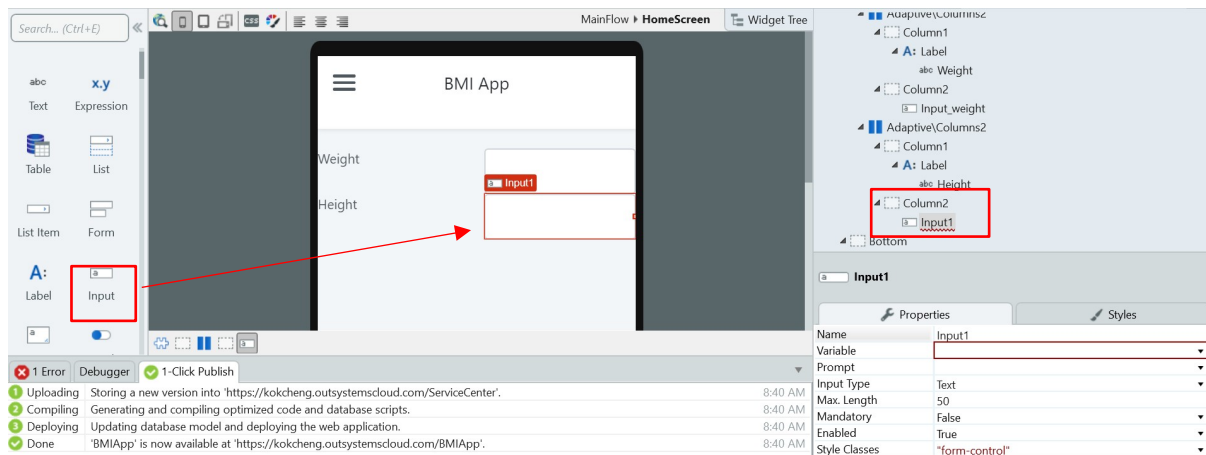 Search... (Ctrl+E)
abc
Text
x.y
Expression
Table
List
List Item
Form
A:
Label
a
Input
a
css
MainFlow HomeScreen
Widget Tree
BMI App
Weight
a Input1
Height
a
Adaptive\Columns2
Column1
A: Label
abc Weight
Column2
a Input_weight
Adaptive\Columns2
Column1
A: Label
abc Height
Column2
a Input1
Bottom
a Input1
Properties
Styles
Name Input1
Variable
Prompt
Input Type Text
Max. Length 50
Mandatory False
Enabled True
Style Classes "form-control"
1 Error
Debugger
1-Click Publish
1 Uploading Storing a new version into 'https://kokcheng.outsystemscloud.com/ServiceCenter'. 8:40 AM
2 Compiling Generating and compiling optimized code and database scripts. 8:40 AM
3 Deploying Updating database model and deploying the web application. 8:40 AM
Done 'BMIApp' is now available at 'https://kokcheng.outsystemscloud.com/BMIApp'. 8:40 AM